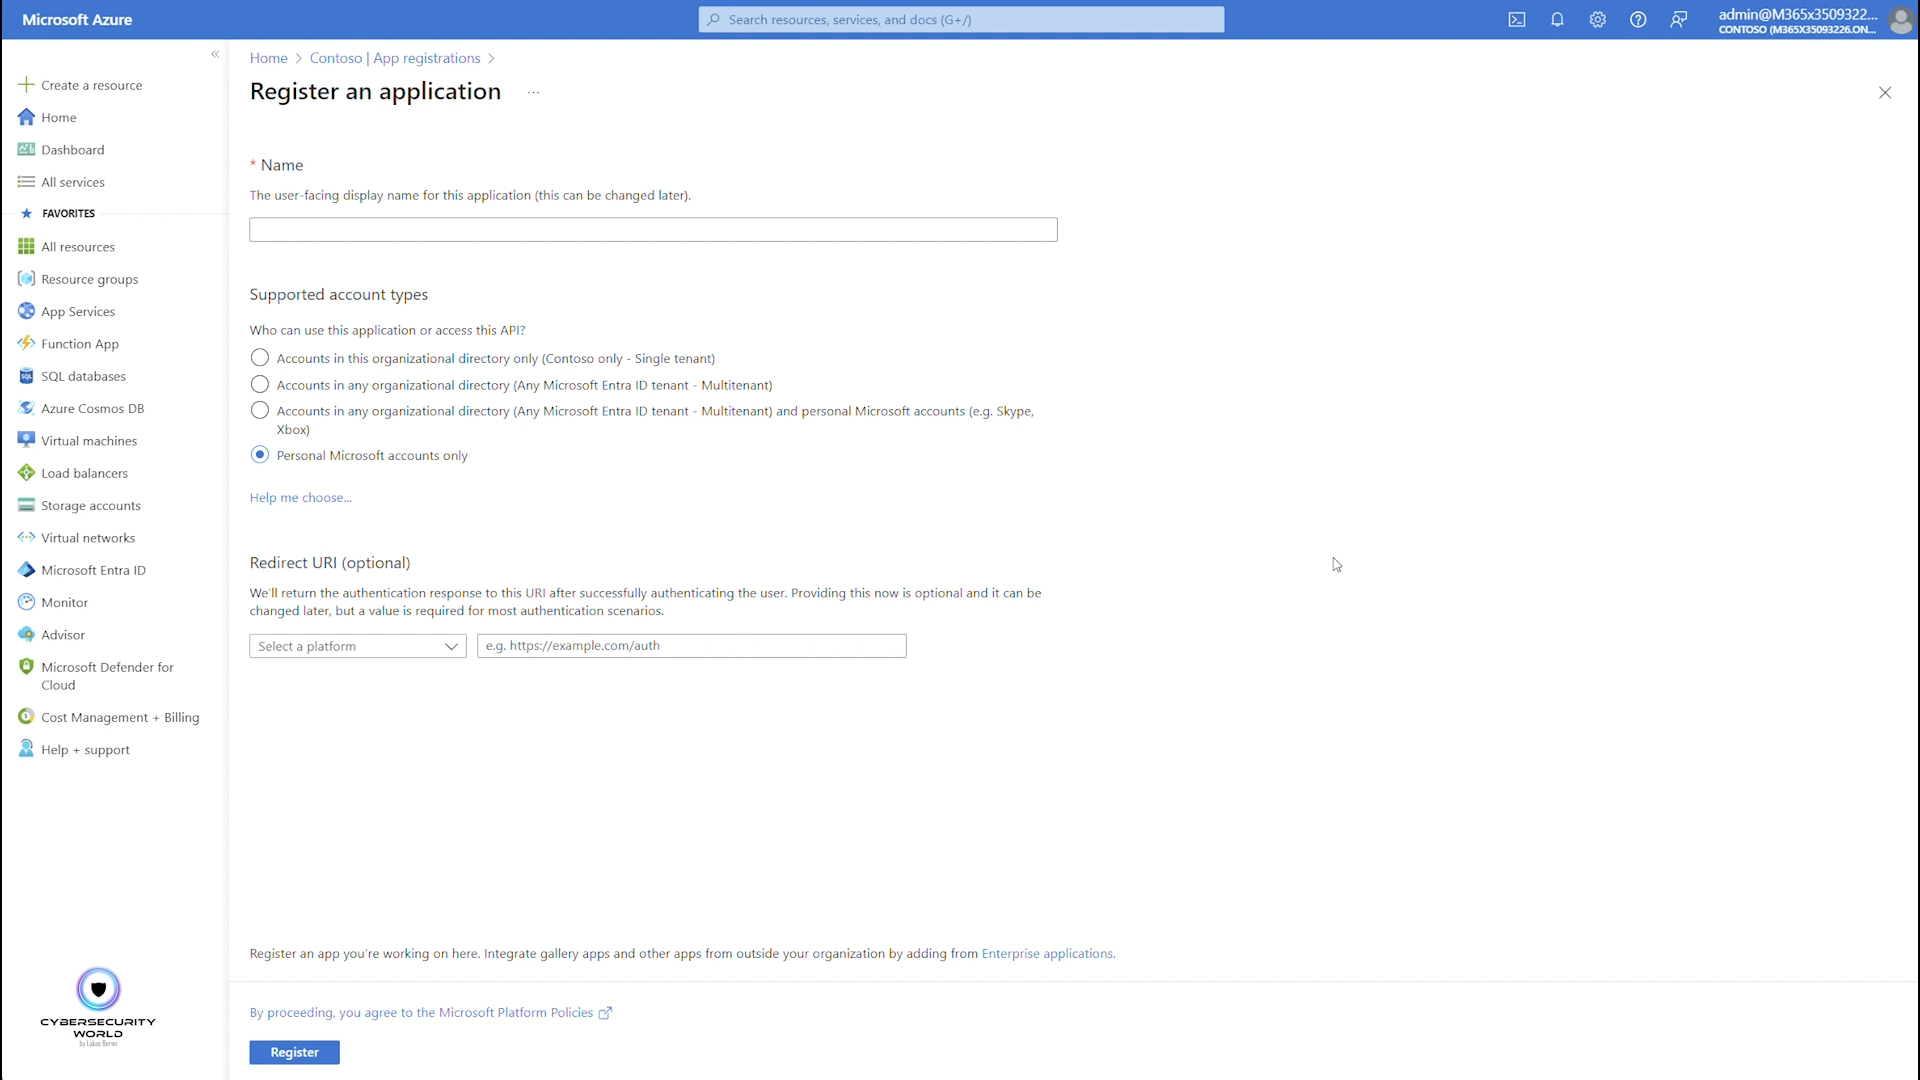 Microsoft Azure
Search resources, services, and docs (G+/)
admin@M365x3509322...
CONTOSO (M365X35093226.ON...
Create a resource
Home
Dashboard
All services
FAVORITES
All resources
Resource groups
App Services
Function App
SQL databases
Azure Cosmos DB
Virtual machines
Load balancers
Storage accounts
Virtual networks
Microsoft Entra ID
Monitor
Advisor
Microsoft Defender for
Cloud
Cost Management + Billing
Help + support
CYBERSECURITY
WORLD
by Lukas Beran
Home > Contoso | App registrations >
Register an application ...
* Name
The user-facing display name for this application (this can be changed later).
Supported account types
Who can use this application or access this API?
Accounts in this organizational directory only (Contoso only - Single tenant)
Accounts in any organizational directory (Any Microsoft Entra ID tenant - Multitenant)
Accounts in any organizational directory (Any Microsoft Entra ID tenant - Multitenant) and personal Microsoft accounts (e.g. Skype,
Xbox)
Personal Microsoft accounts only
Help me choose...
Redirect URI (optional)
We'll return the authentication response to this URI after successfully authenticating the user. Providing this now is optional and it can be
changed later, but a value is required for most authentication scenarios.
Select a platform
e.g. https://example.com/auth
Register an app you're working on here. Integrate gallery apps and other apps from outside your organization by adding from Enterprise applications.
By proceeding, you agree to the Microsoft Platform Policies
Register